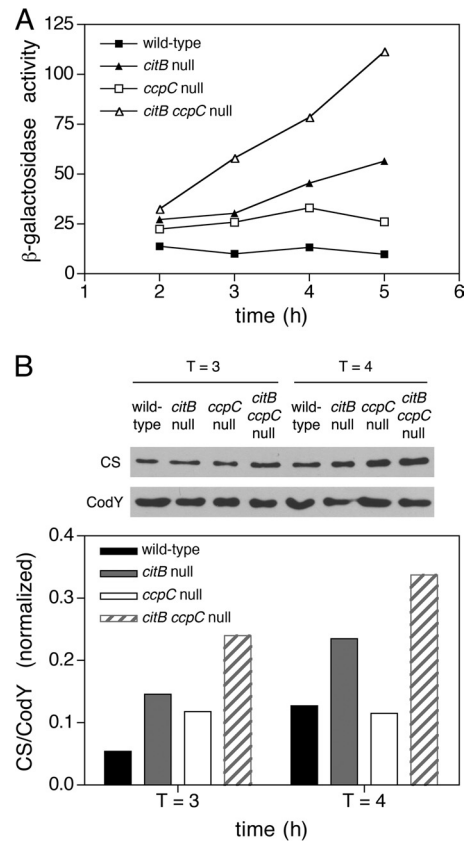 A
β-galactosidase activity
125
100
75
50
25
0
wild-type
citB null
ccpC null
citB ccpC null
1 2 3 4 5 6
time (h)
B
T = 3 T = 4
wild-type citB null ccpC null citB ccpC null wild-type citB null ccpC null citB ccpC null
CS
CodY
CS/CodY (normalized)
0.4
0.3
0.2
0.1
0.0
wild-type
citB null
ccpC null
citB ccpC null
T = 3 T = 4
time (h)